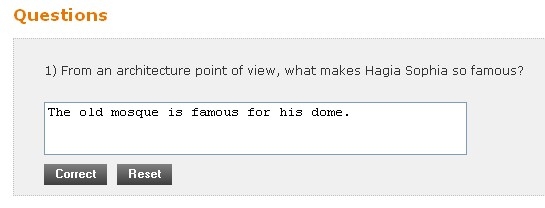 Questions
1) From an architecture point of view, what makes Hagia Sophia so famous?
The old mosque is famous for his dome.
Correct Reset